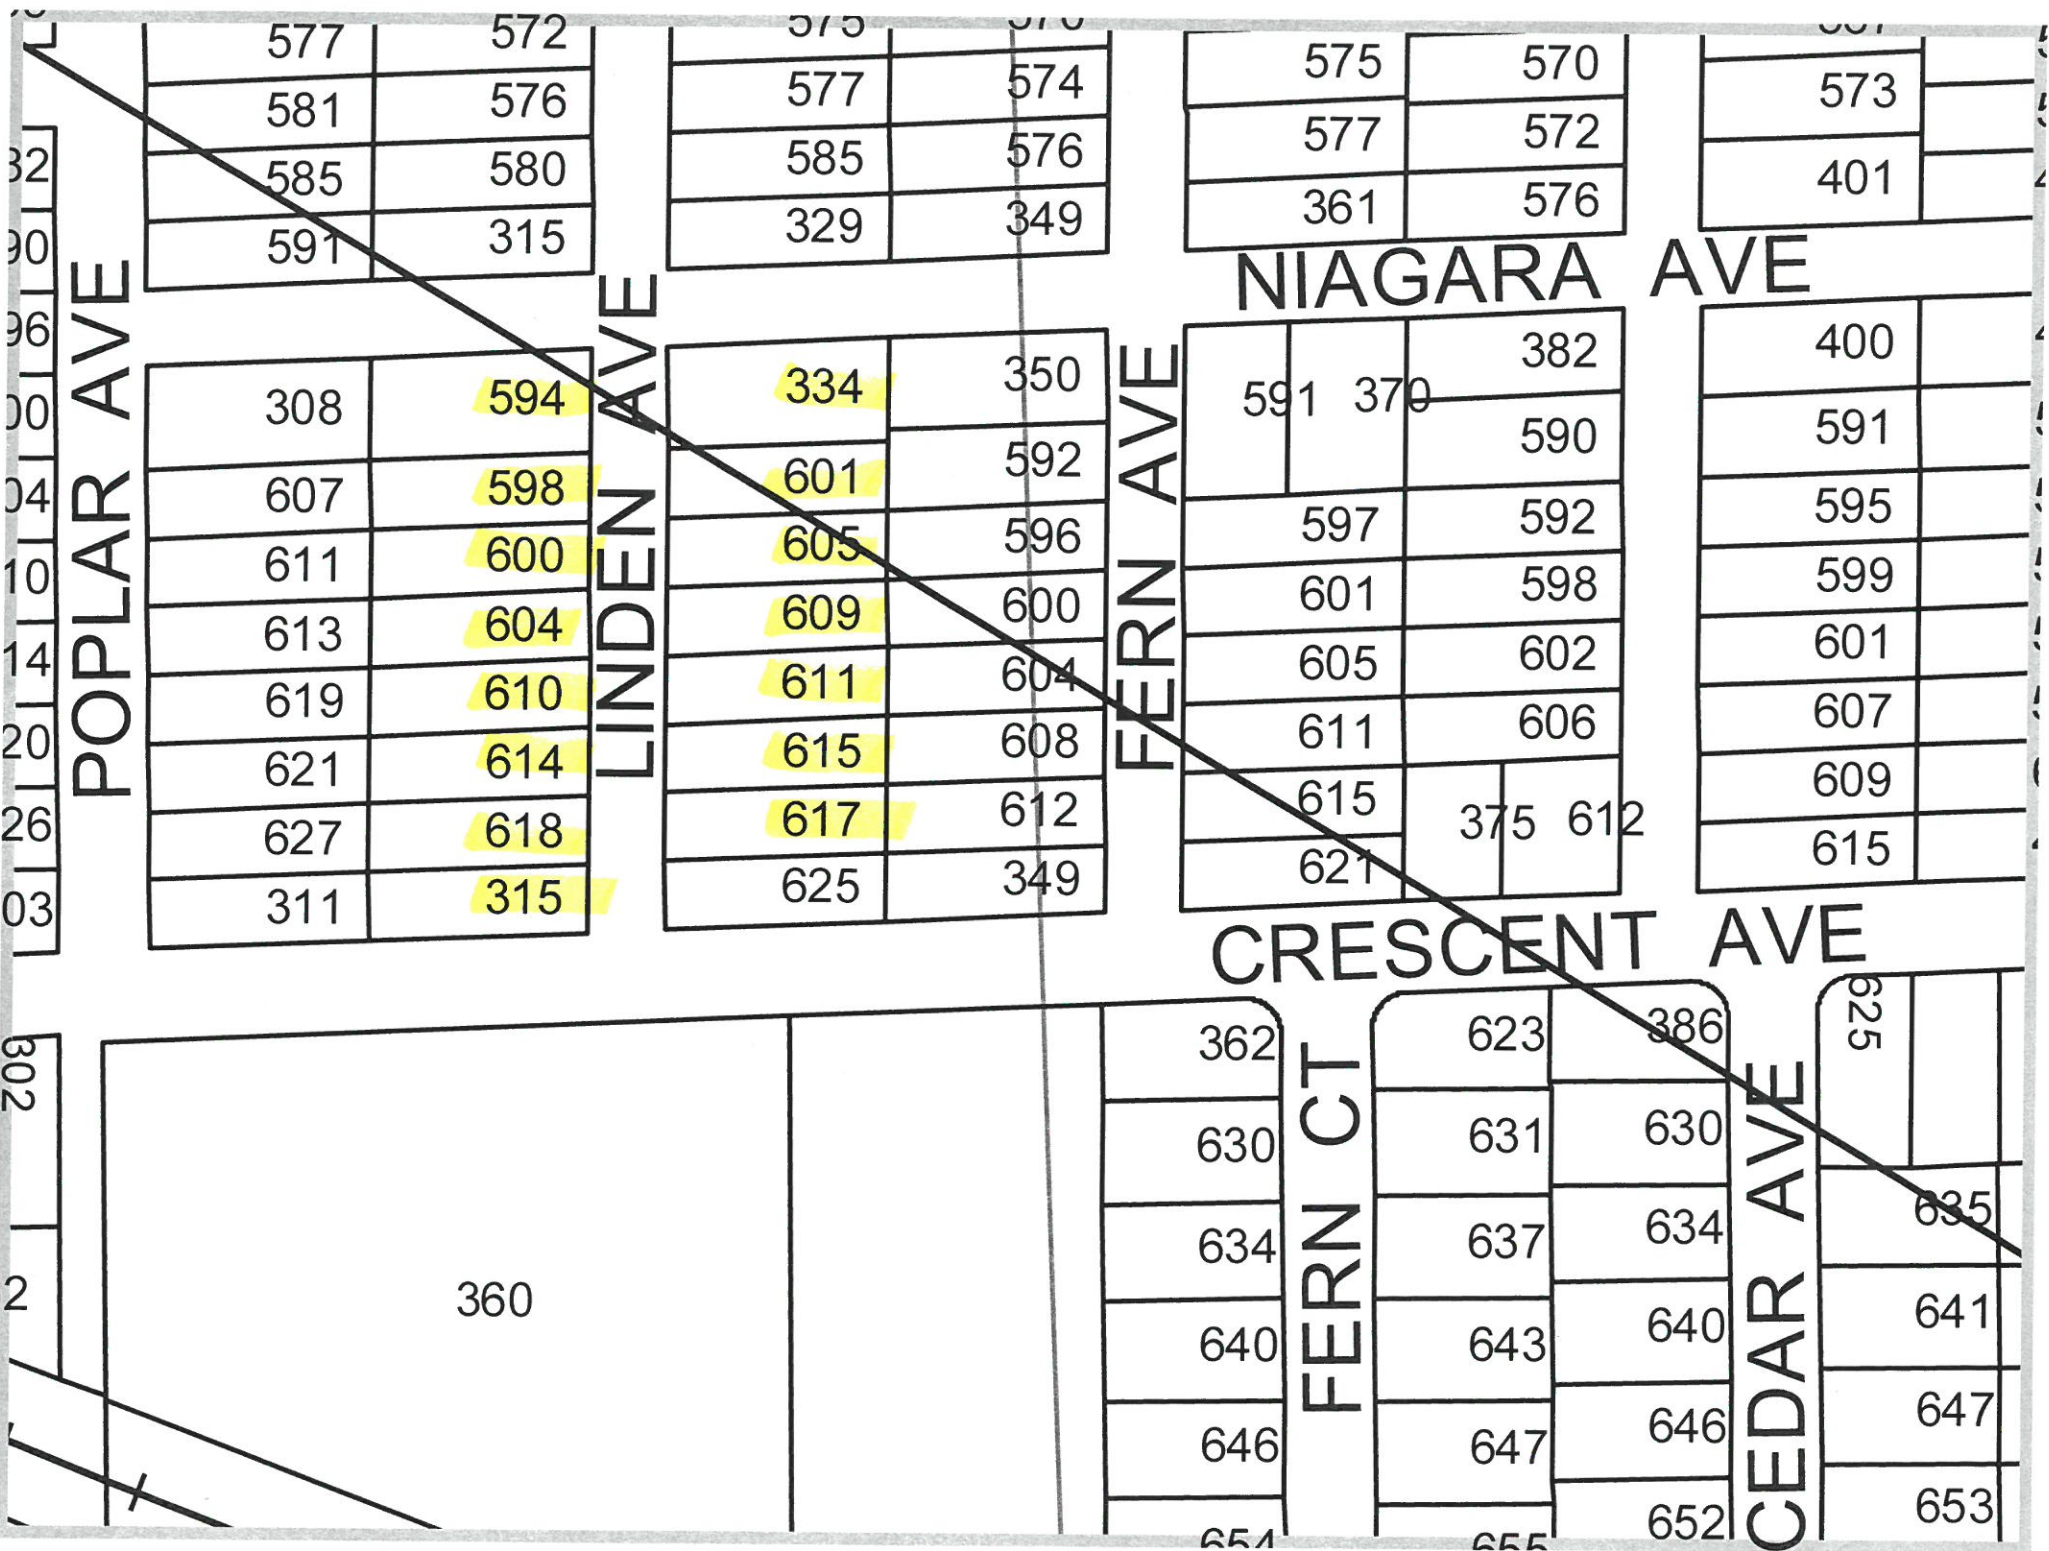 577 572 577 574 575 570 573
581 576 585 576 577 572 401
585 580 329 349 361 576
591 315
NIAGARA AVE
POPLAR AVE
LINDEN AVE
FERN AVE
308 594 334 350 591 370 382 400
607 598 601 592 590 591
611 600 605 596 597 592 595
613 604 609 600 601 598 599
619 610 611 604 605 602 601
621 614 615 608 611 606 607
627 618 617 612 615 375 612 609
311 315 625 349 621 615
CRESCENT AVE
360
362
630
634
640
646
654
FERN CT
623 386
631 630
637 634
643 640
647 646
655 652
CEDAR AVE
625
635
641
647
653
302